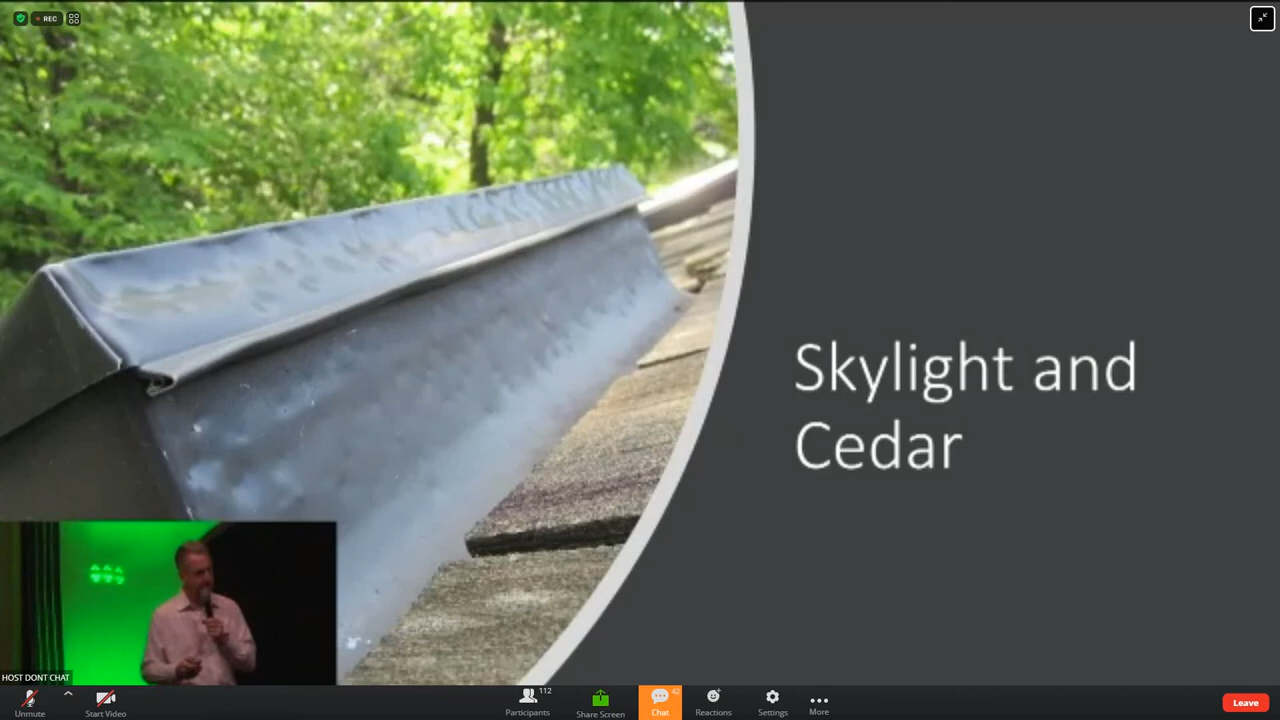 REC
Skylight and
Cedar
HOST DONT CHAT
Unmute
Start Video
Participants
112
Share Screen
Chat
42
Reactions
Settings
More
Leave